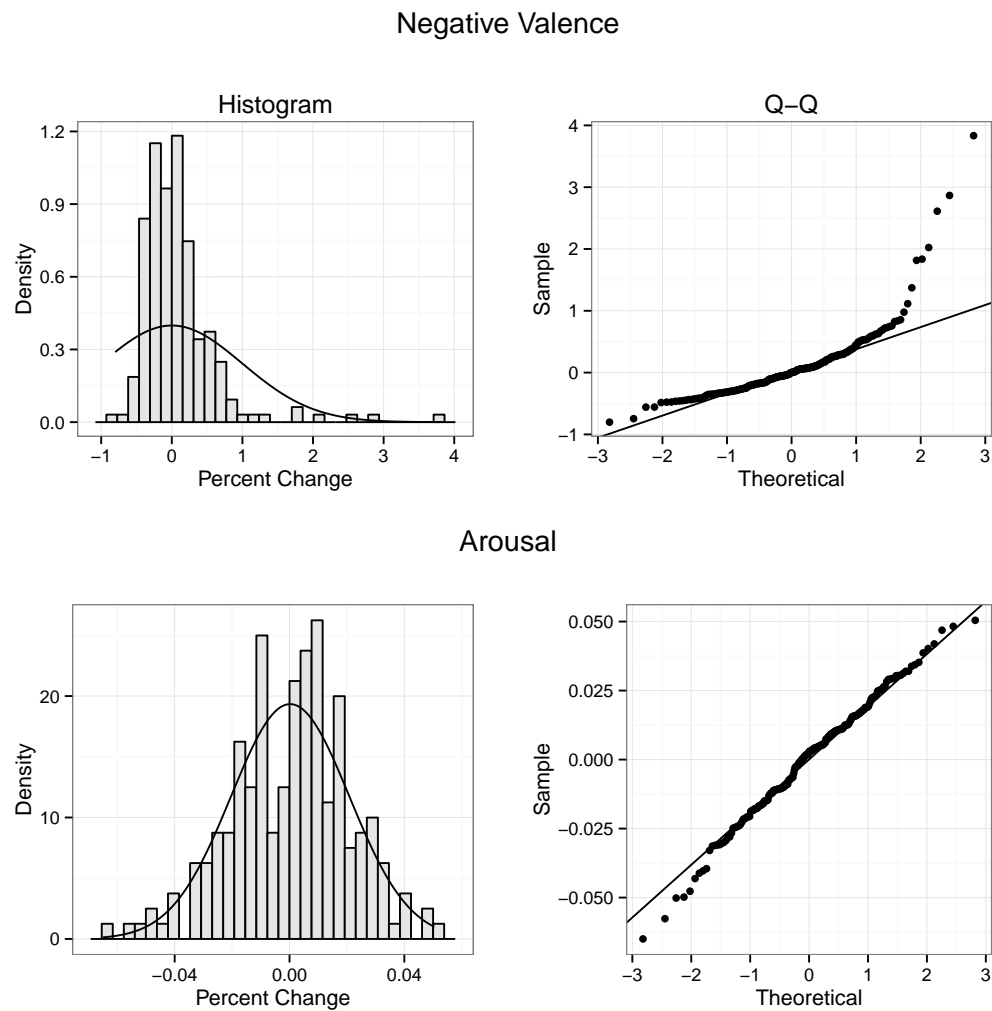 Negative Valence
Histogram
Q−Q
1.2
0.9
0.6
0.3
0.0
Density
−1 0 1 2 3 4
Percent Change
4
3
2
1
0
−1
Sample
−3 −2 −1 0 1 2 3
Theoretical
Arousal
20
10
0
Density
−0.04 0.00 0.04
Percent Change
0.050
0.025
0.000
−0.025
−0.050
Sample
−3 −2 −1 0 1 2 3
Theoretical